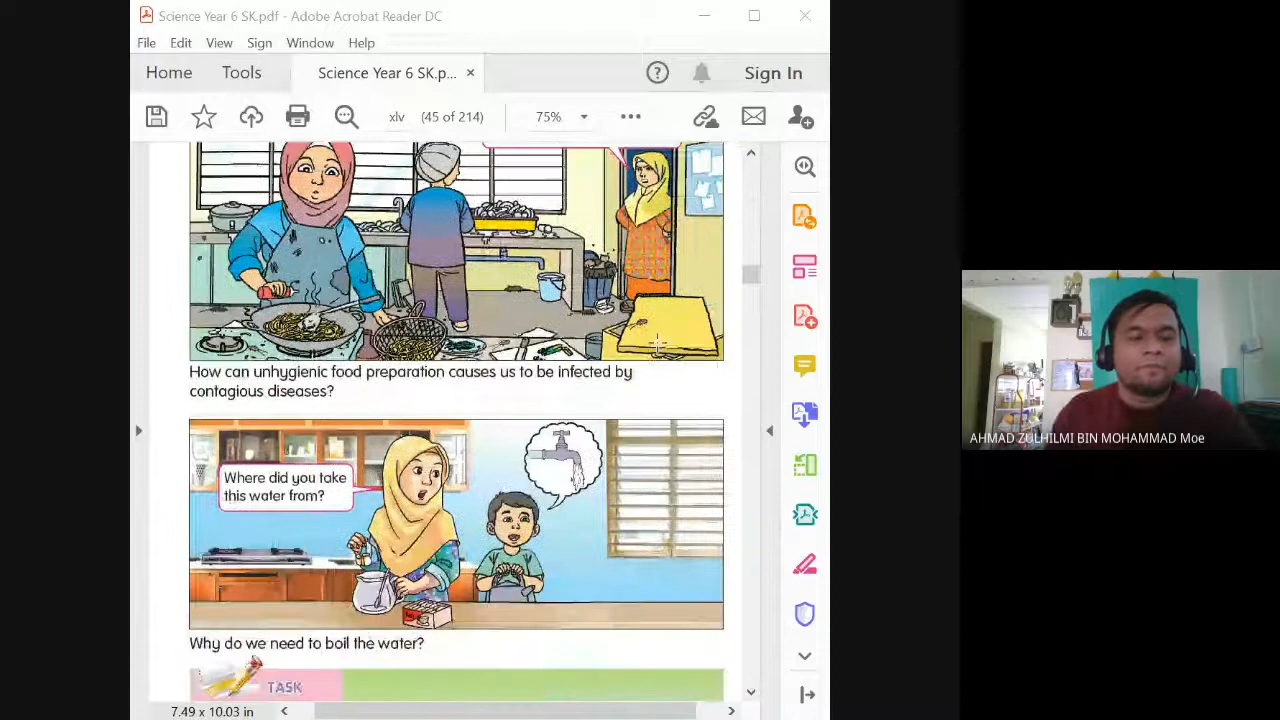 Science Year 6 SK.pdf - Adobe Acrobat Reader DC
File Edit View Sign Window Help
Home Tools Science Year 6 SK.p... Sign In
xlv (45 of 214) 75%
How can unhygienic food preparation causes us to be infected by
contagious diseases?
Where did you take
this water from?
Why do we need to boil the water?
TASK
7.49 x 10.03 in
AHMAD ZULHILMI BIN MOHAMMAD Moe